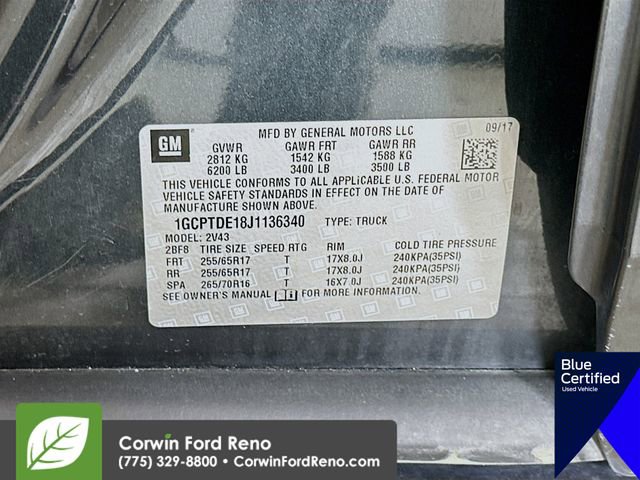 GM
MFD BY GENERAL MOTORS LLC
09/17
GVWR GAWR FRT GAWR RR
2812 KG 1542 KG 1588 KG
6200 LB 3400 LB 3500 LB
THIS VEHICLE CONFORMS TO ALL APPLICABLE U.S. FEDERAL MOTOR
VEHICLE SAFETY STANDARDS IN EFFECT ON THE DATE OF
MANUFACTURE SHOWN ABOVE.
1GCPTDE18J1136340 TYPE: TRUCK
MODEL: 2V43
2BF8 TIRE SIZE SPEED RTG RIM COLD TIRE PRESSURE
FRT 255/65R17 T 17X8.0J 240KPA(35PSI)
RR 255/65R17 T 17X8.0J 240KPA(35PSI)
SPA 265/70R16 T 16X7.0J 240KPA(35PSI)
SEE OWNER'S MANUAL FOR MORE INFORMATION.
Blue
Certified
Used Vehicle
Corwin Ford Reno
(775) 329-8800 • CorwinFordReno.com